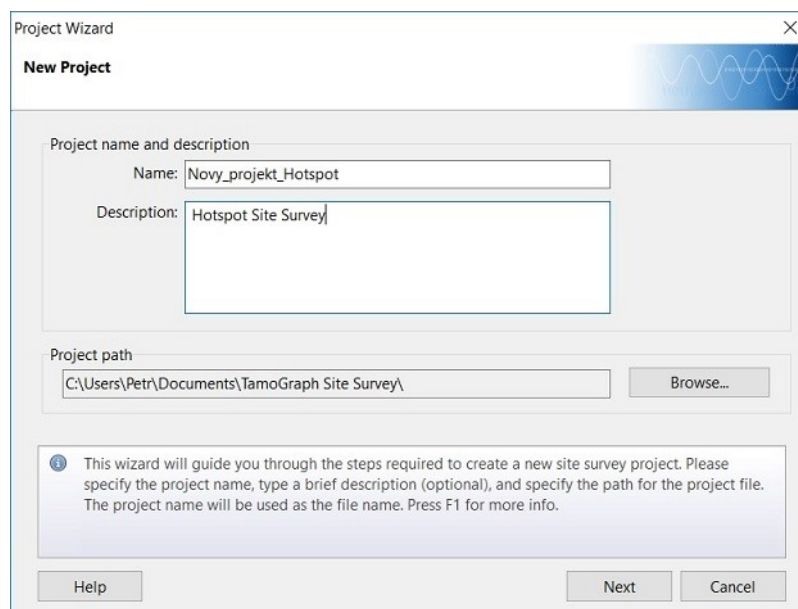 Project Wizard
New Project
Project name and description
Name: Novy_projekt_Hotspot
Description: Hotspot Site Survey
Project path
C:\Users\Petr\Documents\TamoGraph Site Survey\ Browse...
This wizard will guide you through the steps required to create a new site survey project. Please
specify the project name, type a brief description (optional), and specify the path for the project file.
The project name will be used as the file name. Press F1 for more info.
Help Next Cancel